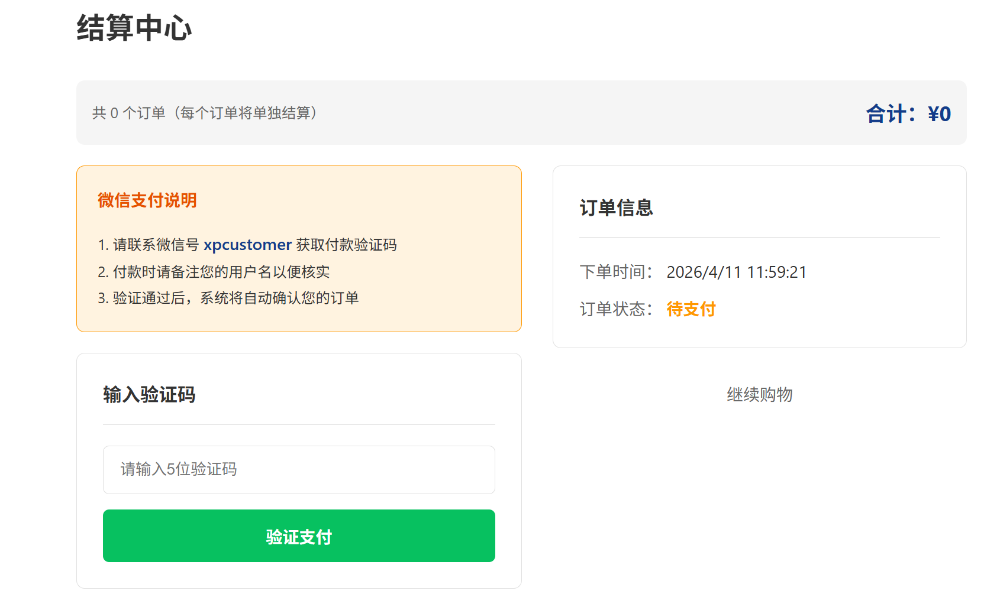 结算中心
共 0 个订单（每个订单将单独结算）
合计：¥0
微信支付说明
1. 请联系微信号 xpcustomer 获取付款验证码
2. 付款时请备注您的用户名以便核实
3. 验证通过后，系统将自动确认您的订单
输入验证码
请输入5位验证码
验证支付
订单信息
下单时间： 2026/4/11 11:59:21
订单状态： 待支付
继续购物